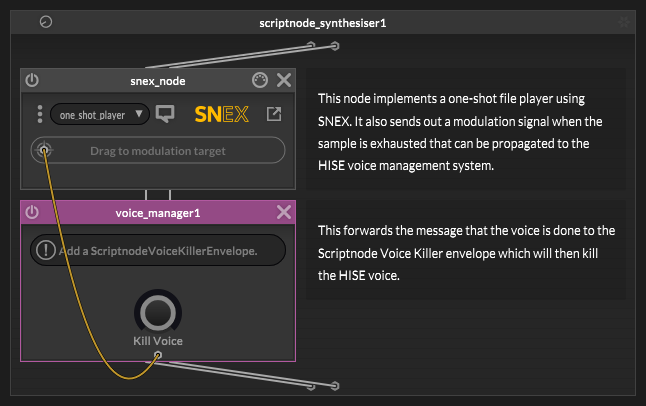 scriptnode_synthesiser1
snex_node
one_shot_player
SNEX
Drag to modulation target
This node implements a one-shot file player using
SNEX. It also sends out a modulation signal when the
sample is exhausted that can be propagated to the
HISE voice management system.
voice_manager1
Add a ScriptnodeVoiceKillerEnvelope.
Kill Voice
This forwards the message that the voice is done to the
Scriptnode Voice Killer envelope which will then kill
the HISE voice.